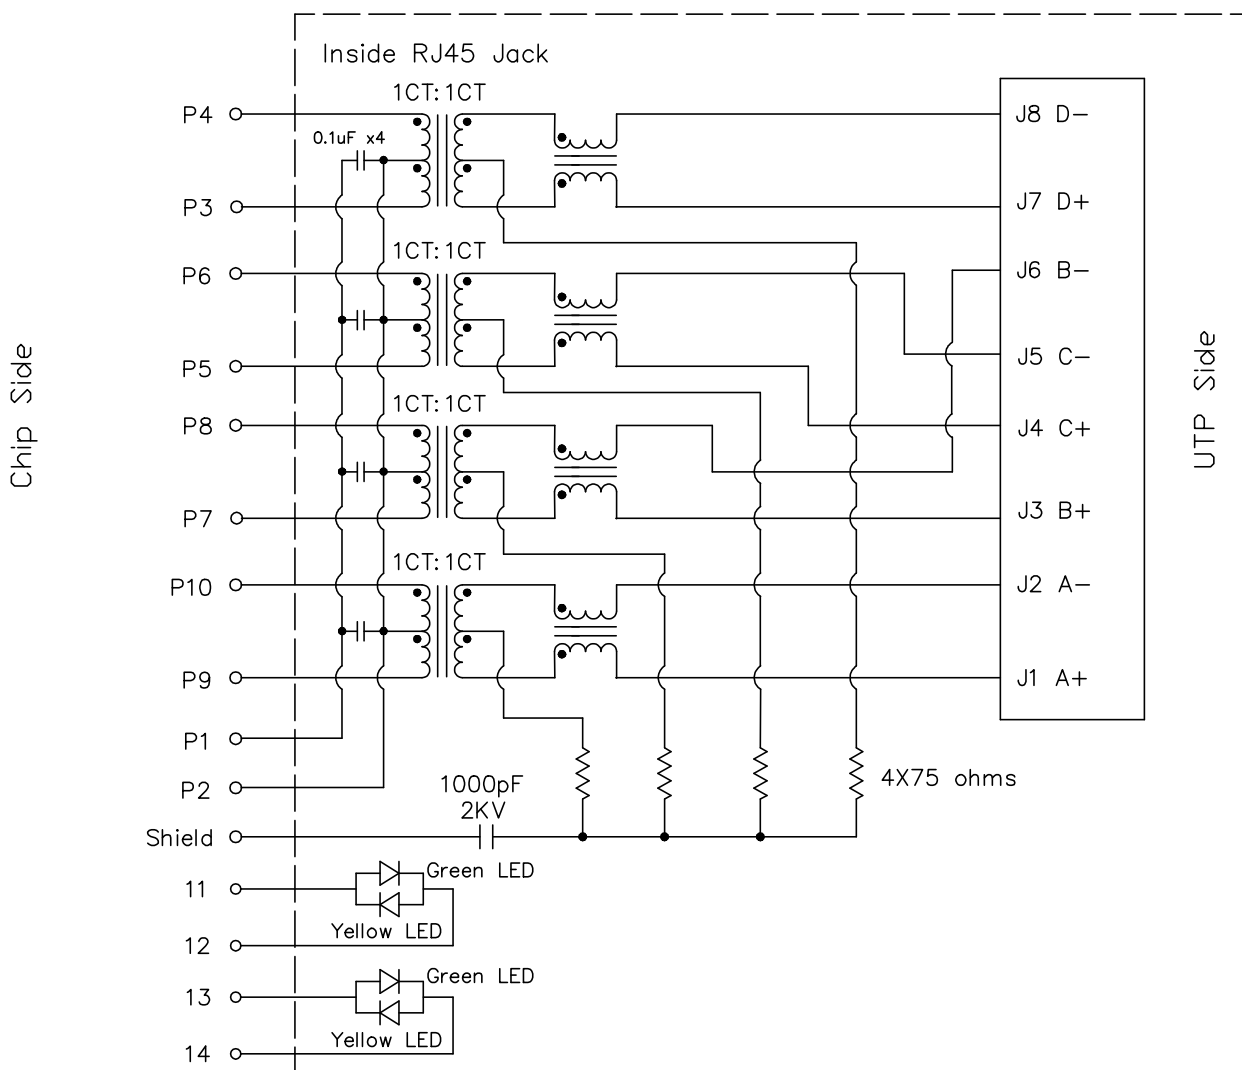 Inside RJ45 Jack
1CT:1CT
P4
0.1uF x4
J8 D-
P3
J7 D+
1CT:1CT
P6
J6 B-
P5
J5 C-
1CT:1CT
P8
J4 C+
P7
J3 B+
1CT:1CT
P10
J2 A-
P9
J1 A+
P1
P2
1000pF
2KV
4X75 ohms
Shield
11
Green LED
Yellow LED
12
13
Green LED
Yellow LED
14
Chip Side
UTP Side